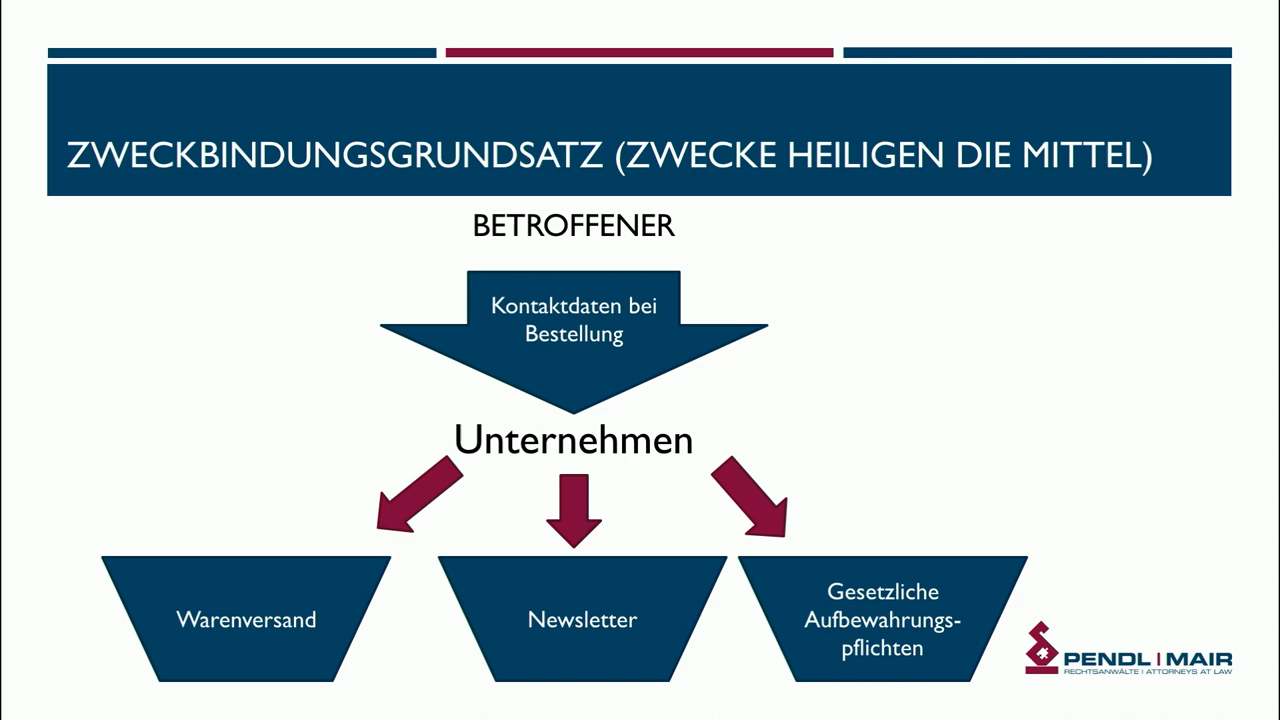 ZWECKBINDUNGSGRUNDSATZ (ZWECKE HEILIGEN DIE MITTEL)
BETROFFENER
Kontaktdaten bei
Bestellung
Unternehmen
Warenversand
Newsletter
Gesetzliche
Aufbewahrungs-
pflichten
PENDL | MAIR
RECHTSANWÄLTE | ATTORNEYS AT LAW